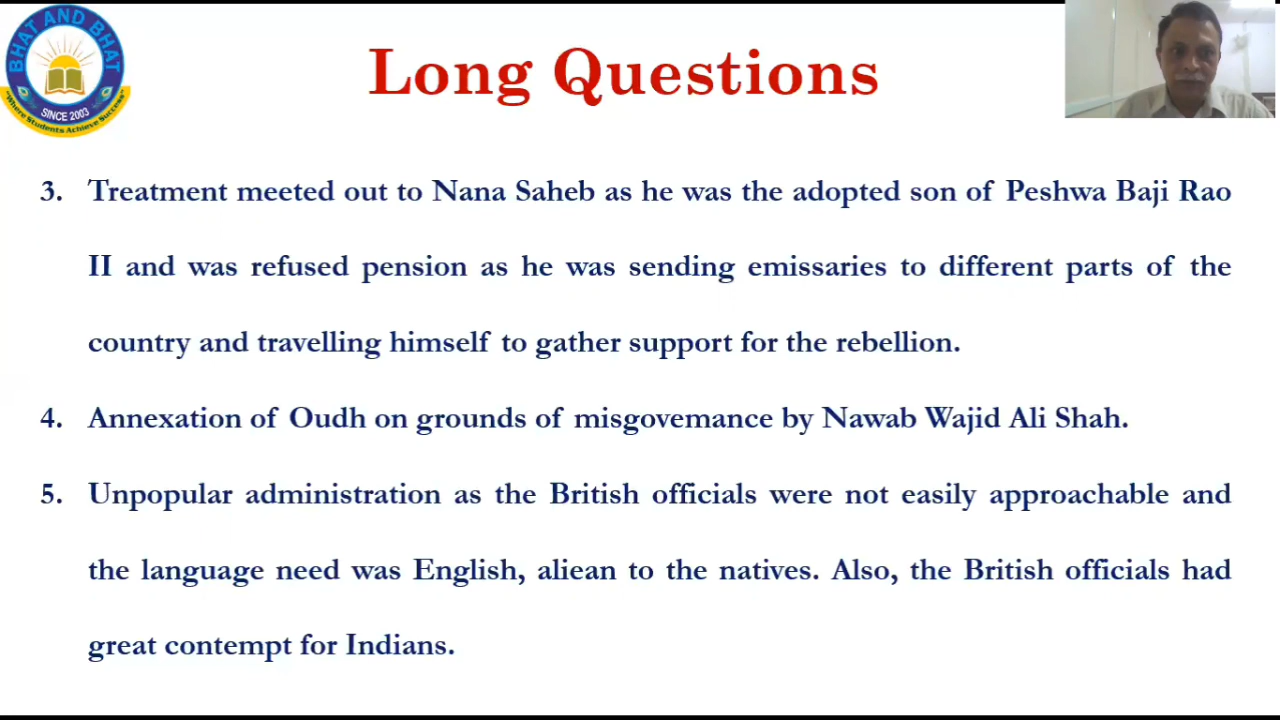 BHAT AND BHAT
SINCE 2003
"Where Students Achieve Success"
Long Questions
3. Treatment meeted out to Nana Saheb as he was the adopted son of Peshwa Baji Rao
II and was refused pension as he was sending emissaries to different parts of the
country and travelling himself to gather support for the rebellion.
4. Annexation of Oudh on grounds of misgovemance by Nawab Wajid Ali Shah.
5. Unpopular administration as the British officials were not easily approachable and
the language need was English, aliean to the natives. Also, the British officials had
great contempt for Indians.